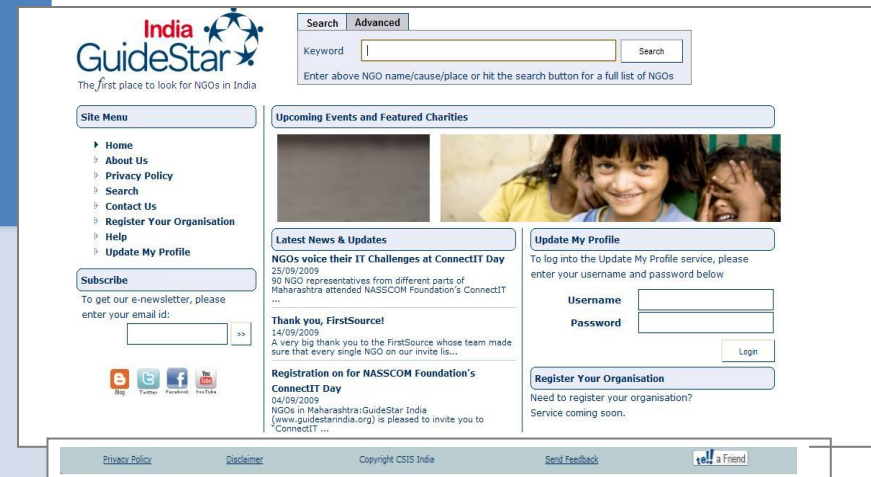 India
GuideStar
The first place to look for NGOs in India
Search Advanced
Keyword Search
Enter above NGO name/cause/place or hit the search button for a full list of NGOs
Site Menu
Home
About Us
Privacy Policy
Search
Contact Us
Register Your Organisation
Help
Update My Profile
Subscribe
To get our e-newsletter, please
enter your email id:
>>
Blog Twitter Facebook YouTube
Upcoming Events and Featured Charities
Latest News & Updates
NGOs voice their IT Challenges at ConnectIT Day
25/09/2009
90 NGO representatives from different parts of
Maharashtra attended NASSCOM Foundation's ConnectIT
...
Thank you, FirstSource!
14/09/2009
A very big thank you to the FirstSource whose team made
sure that every single NGO on our invite lis...
Registration on for NASSCOM Foundation's
ConnectIT Day
04/09/2009
NGOs in Maharashtra:GuideStar India
(www.guidestarindia.org) is pleased to invite you to
"ConnectIT ...
Update My Profile
To log into the Update My Profile service, please
enter your username and password below
Username
Password
Login
Register Your Organisation
Need to register your organisation?
Service coming soon.
Privacy Policy Disclaimer Copyright CSIS India Send Feedback tell a Friend